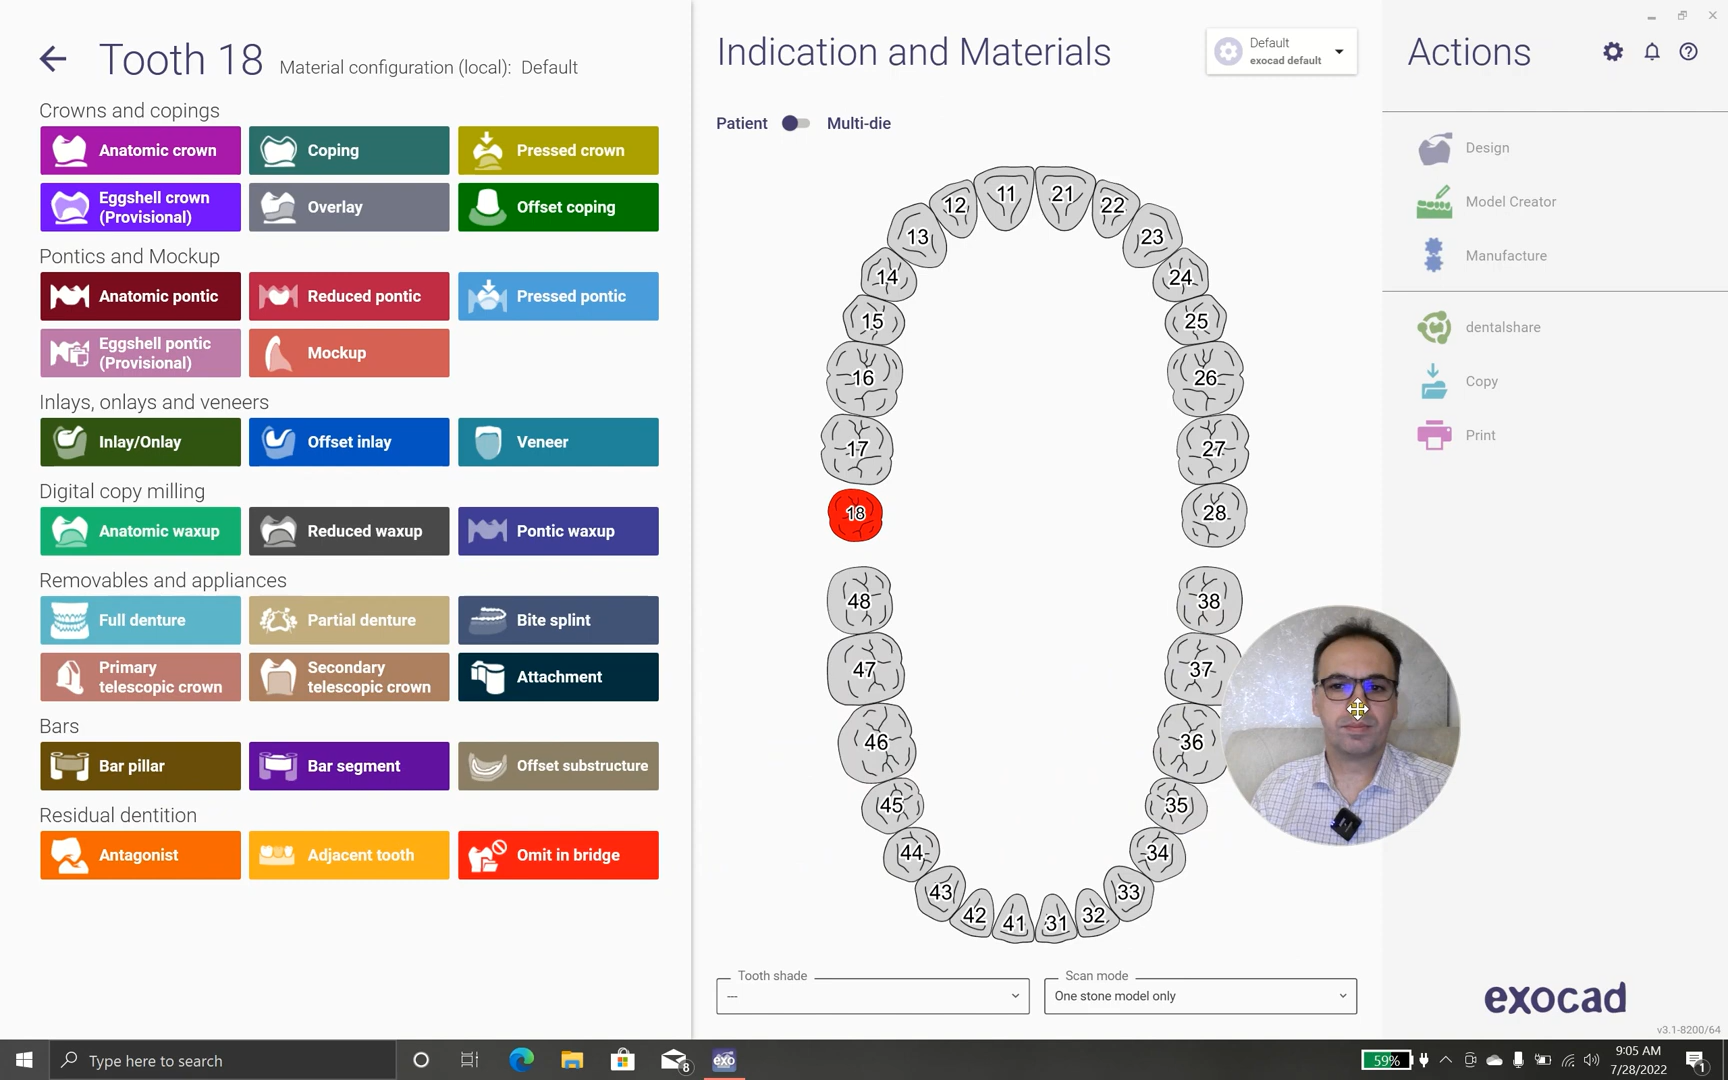 Tooth 18 Material configuration (local): Default
Crowns and copings
Anatomic crown
Coping
Pressed crown
Eggshell crown
(Provisional)
Overlay
Offset coping
Pontics and Mockup
Anatomic pontic
Reduced pontic
Pressed pontic
Eggshell pontic
(Provisional)
Mockup
Inlays, onlays and veneers
Inlay/Onlay
Offset inlay
Veneer
Digital copy milling
Anatomic waxup
Reduced waxup
Pontic waxup
Removables and appliances
Full denture
Partial denture
Bite splint
Primary
telescopic crown
Secondary
telescopic crown
Attachment
Bars
Bar pillar
Bar segment
Offset substructure
Residual dentition
Antagonist
Adjacent tooth
Omit in bridge
Indication and Materials
Default
exocad default
Patient
Multi-die
11
21
12
22
13
23
14
24
15
25
16
26
17
27
18
28
48
38
47
37
46
36
45
35
44
34
43
33
42
41
31
32
Tooth shade
---
Scan mode
One stone model only
Actions
Design
Model Creator
Manufacture
dentalshare
Copy
Print
exocad
v3.1-8200/64
Type here to search
8
exo
59%
9:05 AM
7/28/2022
1